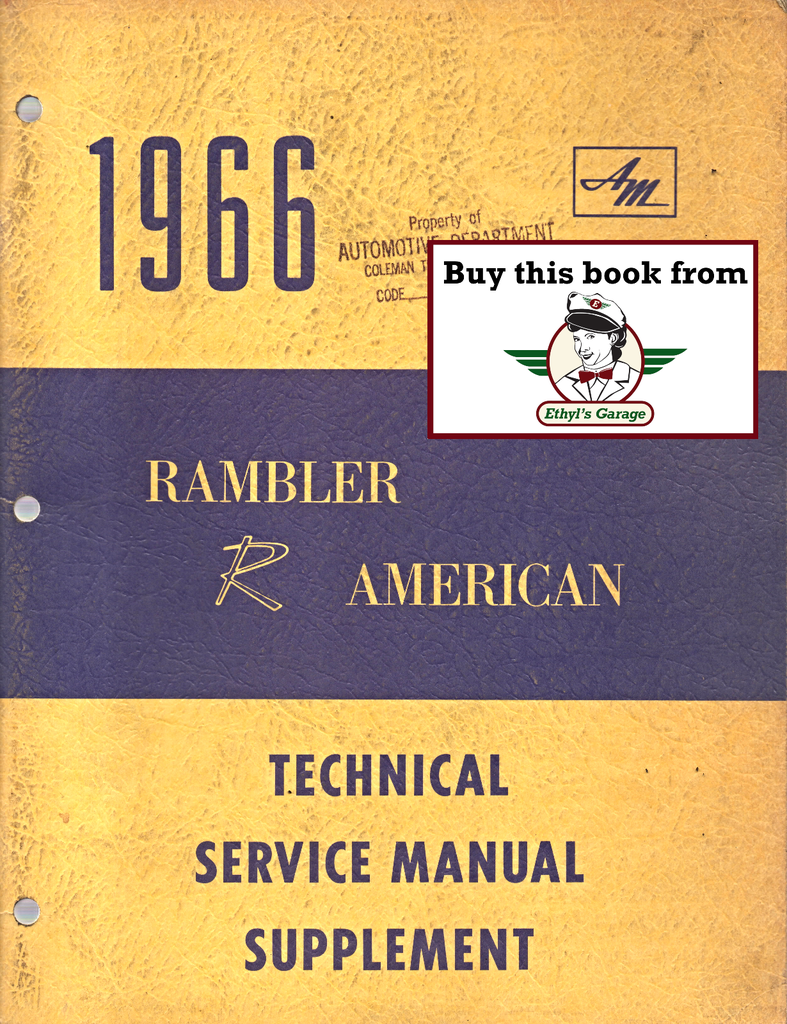 1966
AM
Property of
AUTOMOTIVE DEPARTMENT
COLEMAN
CODE
Buy this book from
E
Ethyl's Garage
RAMBLER
R AMERICAN
TECHNICAL
SERVICE MANUAL
SUPPLEMENT